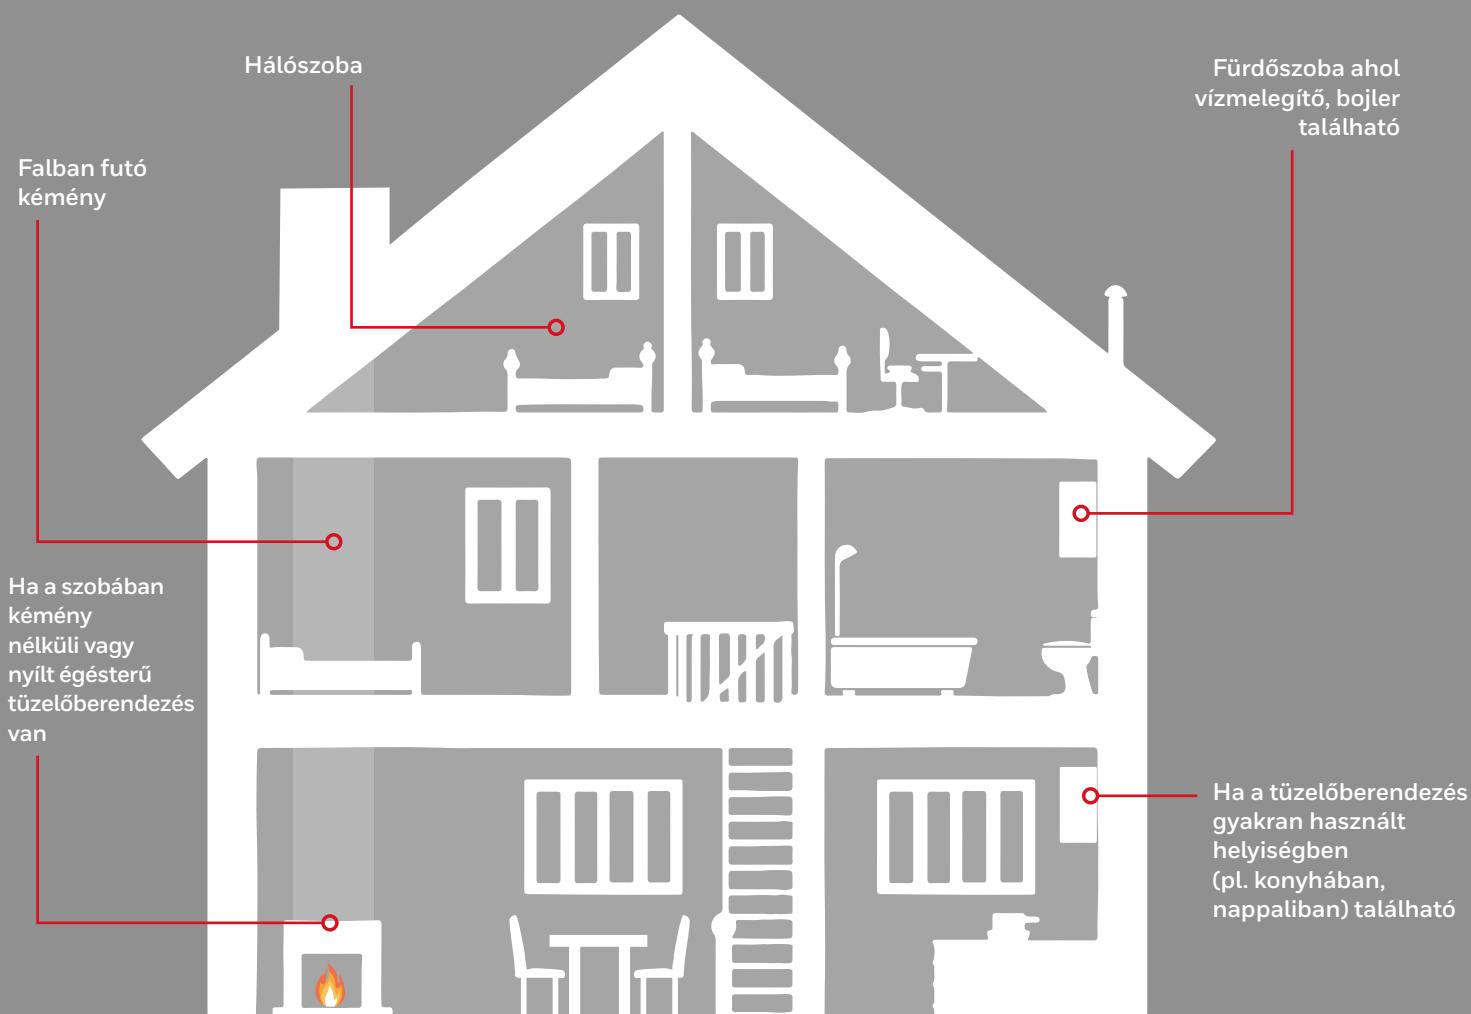 Hálószoba
Fürdőszoba ahol
vízmelegítő, bojler
található
Falban futó
kémény
Ha a szobában
kémény
nélküli vagy
nyílt égésterű
tüzelőberendezés
van
Ha a tüzelőberendezés
gyakran használt
helyiségben
(pl. konyhában,
nappaliban) található